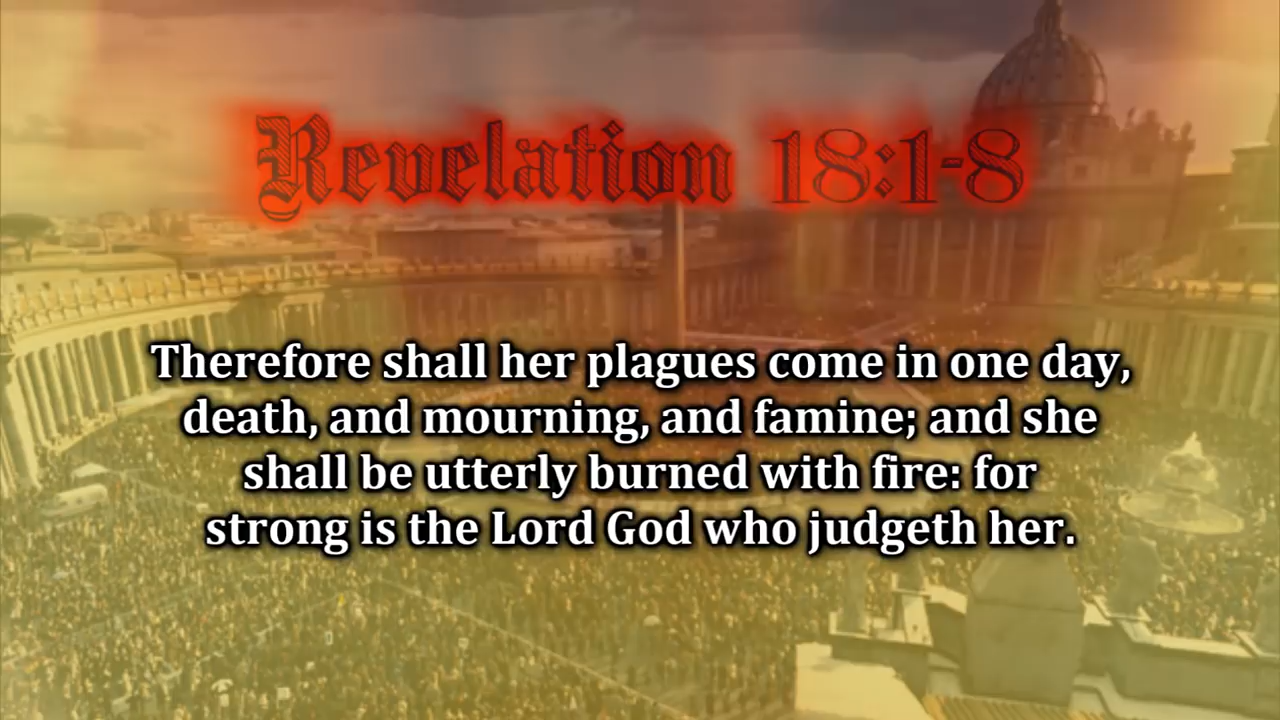 Revelation 18:1-8
Therefore shall her plagues come in one day,
death, and mourning, and famine; and she
shall be utterly burned with fire: for
strong is the Lord God who judgeth her.